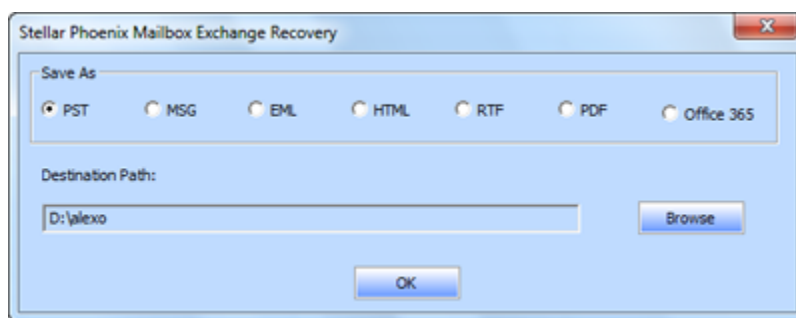 Stellar Phoenix Mailbox Exchange Recovery
Save As
PST MSG EML HTML RTF PDF Office 365
Destination Path:
D:\alexo Browse
OK